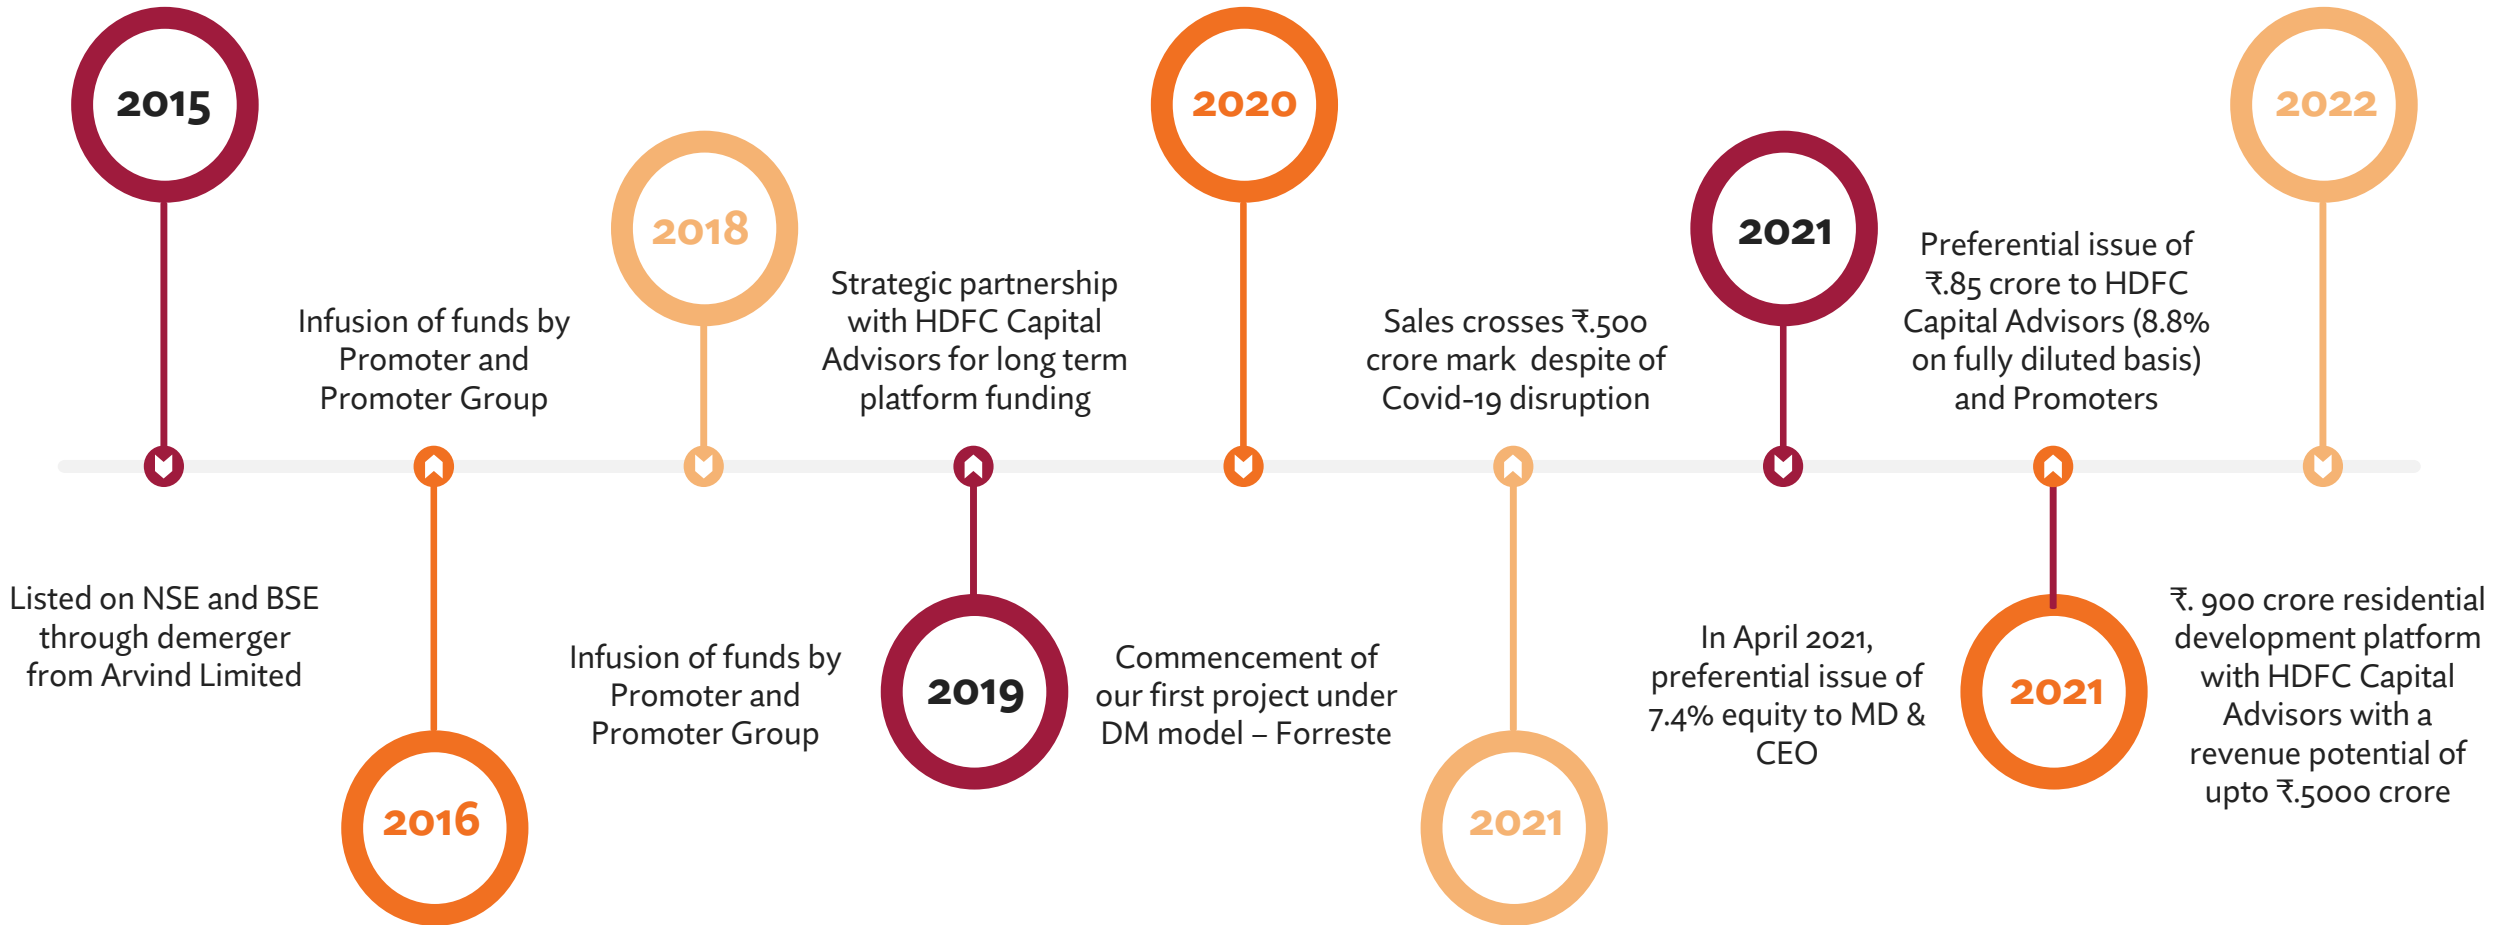 2015
Listed on NSE and BSE
through demerger
from Arvind Limited
Infusion of funds by
Promoter and
Promoter Group
2016
2018
Infusion of funds by
Promoter and
Promoter Group
Strategic partnership
with HDFC Capital
Advisors for long term
platform funding
2019
2020
Commencement of
our first project under
DM model – Forreste
Sales crosses ₹.500
crore mark despite of
Covid-19 disruption
2021
2021
In April 2021,
preferential issue of
7.4% equity to MD &
CEO
Preferential issue of
₹.85 crore to HDFC
Capital Advisors (8.8%
on fully diluted basis)
and Promoters
2021
2022
₹. 900 crore residential
development platform
with HDFC Capital
Advisors with a
revenue potential of
upto ₹.5000 crore